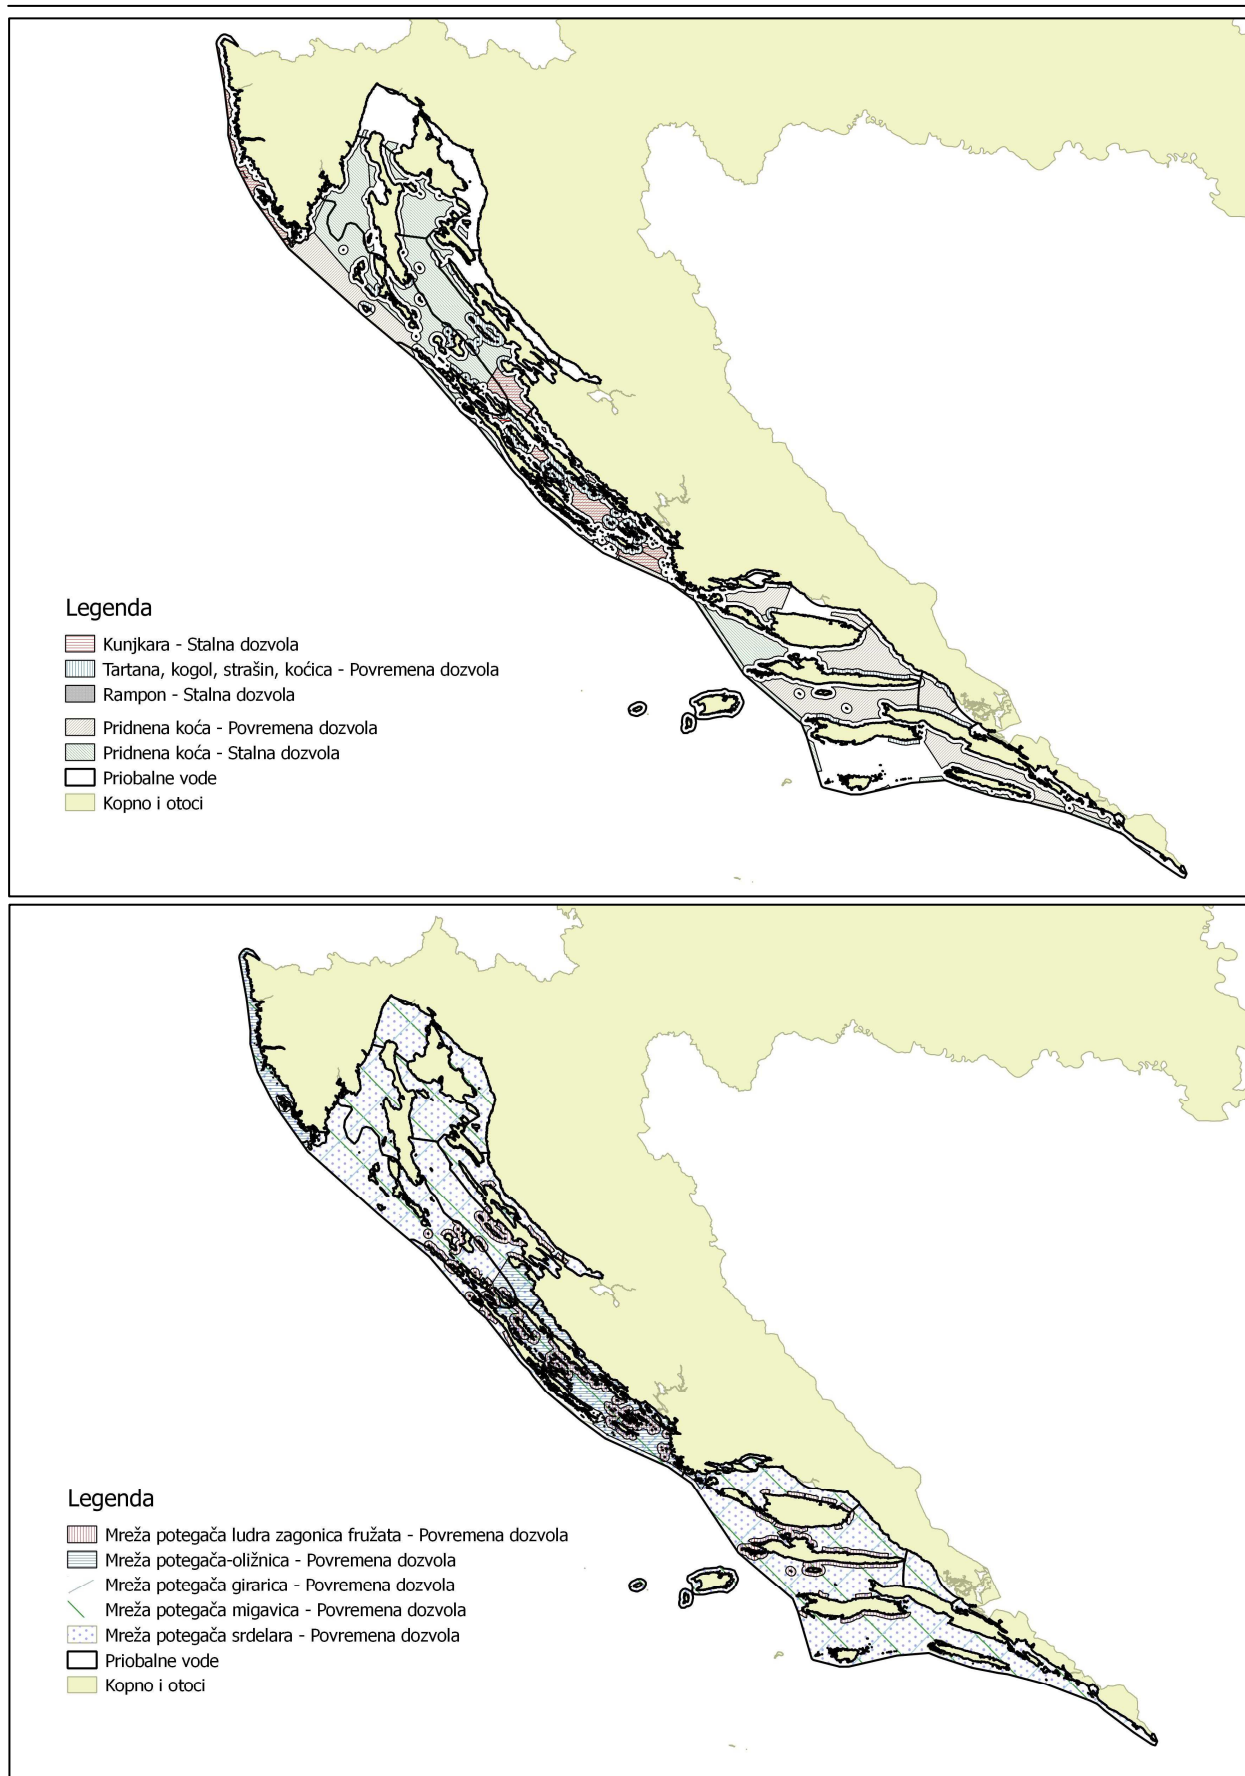 Legenda
Kunjkara - Stalna dozvola
Tartana, kogol, strašin, koćica - Povremena dozvola
Rampon - Stalna dozvola
Pridnena koća - Povremena dozvola
Pridnena koća - Stalna dozvola
Priobalne vode
Kopno i otoci
Legenda
Mreža potegača ludra zagonica fružata - Povremena dozvola
Mreža potegača-oližnica - Povremena dozvola
Mreža potegača girarica - Povremena dozvola
Mreža potegača migavica - Povremena dozvola
Mreža potegača srdelara - Povremena dozvola
Priobalne vode
Kopno i otoci